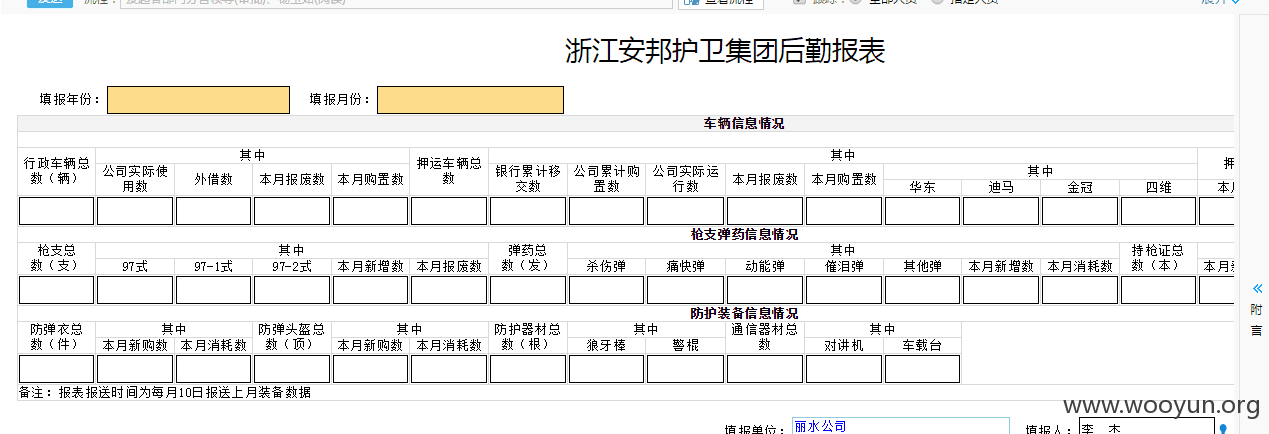 浙江安邦护卫集团后勤报表
填报年份： 填报月份：
车辆信息情况
行政车辆总数（辆） 其中 押运车辆总数 其中
公司实际使用数 外借数 本月报废数 本月购置数 银行累计移交数 公司累计购置数 公司实际运行数 本月报废数 本月购置数 其中
华东 迪马 金冠 四维
枪支弹药信息情况
枪支总数（支） 其中 弹药总数（发） 其中 持枪证总数（本）
97式 97-1式 97-2式 本月新增数 本月报废数 杀伤弹 痛快弹 动能弹 催泪弹 其他弹 本月新增数 本月消耗数
防护装备信息情况
防弹衣总数（件） 其中 防弹头盔总数（顶） 其中 防护器材总数（根） 其中 通信器材总数 其中
本月新购数 本月消耗数 本月新购数 本月消耗数 狼牙棒 警棍 对讲机 车载台
备注：报表报送时间为每月10日报送上月装备数据
附言
www.wooyun.org
填报单位： 丽水公司 填报人： 李 杰